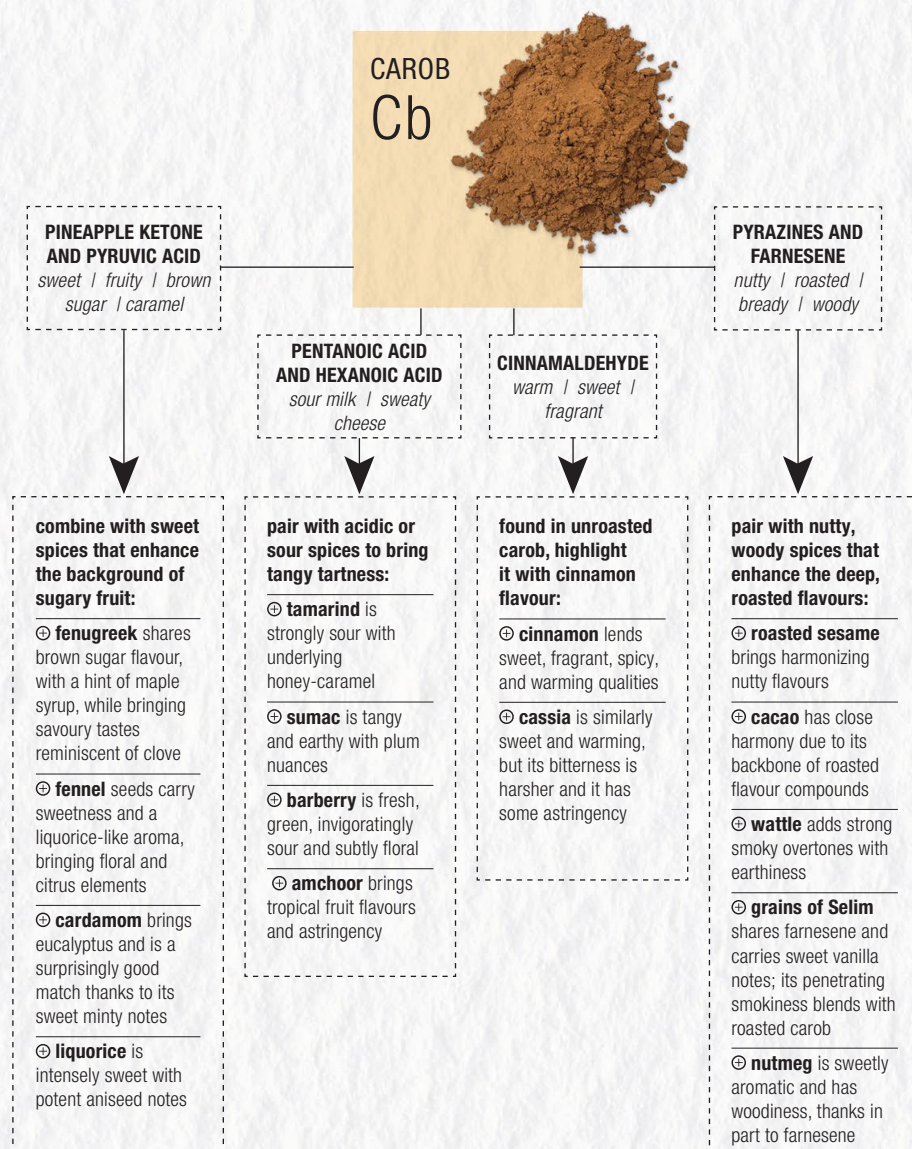 CAROB
Cb
PINEAPPLE KETONE
AND PYRUVIC ACID
sweet | fruity | brown
sugar | caramel
PENTANOIC ACID
AND HEXANOIC ACID
sour milk | sweaty
cheese
CINNAMALDEHYDE
warm | sweet |
fragrant
PYRAZINES AND
FARNESENE
nutty | roasted |
bready | woody
combine with sweet
spices that enhance
the background of
sugary fruit:
⊕ fenugreek shares
brown sugar flavour,
with a hint of maple
syrup, while bringing
savoury tastes
reminiscent of clove
⊕ fennel seeds carry
sweetness and a
liquorice-like aroma,
bringing floral and
citrus elements
⊕ cardamom brings
eucalyptus and is a
surprisingly good
match thanks to its
sweet minty notes
⊕ liquorice is
intensely sweet with
potent aniseed notes
pair with acidic or
sour spices to bring
tangy tartness:
⊕ tamarind is
strongly sour with
underlying
honey-caramel
⊕ sumac is tangy
and earthy with plum
nuances
⊕ barberry is fresh,
green, invigoratingly
sour and subtly floral
⊕ amchoor brings
tropical fruit flavours
and astringency
found in unroasted
carob, highlight
it with cinnamon
flavour:
⊕ cinnamon lends
sweet, fragrant, spicy,
and warming qualities
⊕ cassia is similarly
sweet and warming,
but its bitterness is
harsher and it has
some astringency
pair with nutty,
woody spices that
enhance the deep,
roasted flavours:
⊕ roasted sesame
brings harmonizing
nutty flavours
⊕ cacao has close
harmony due to its
backbone of roasted
flavour compounds
⊕ wattle adds strong
smoky overtones with
earthiness
⊕ grains of Selim
shares farnesene and
carries sweet vanilla
notes; its penetrating
smokiness blends with
roasted carob
⊕ nutmeg is sweetly
aromatic and has
woodiness, thanks in
part to farnesene